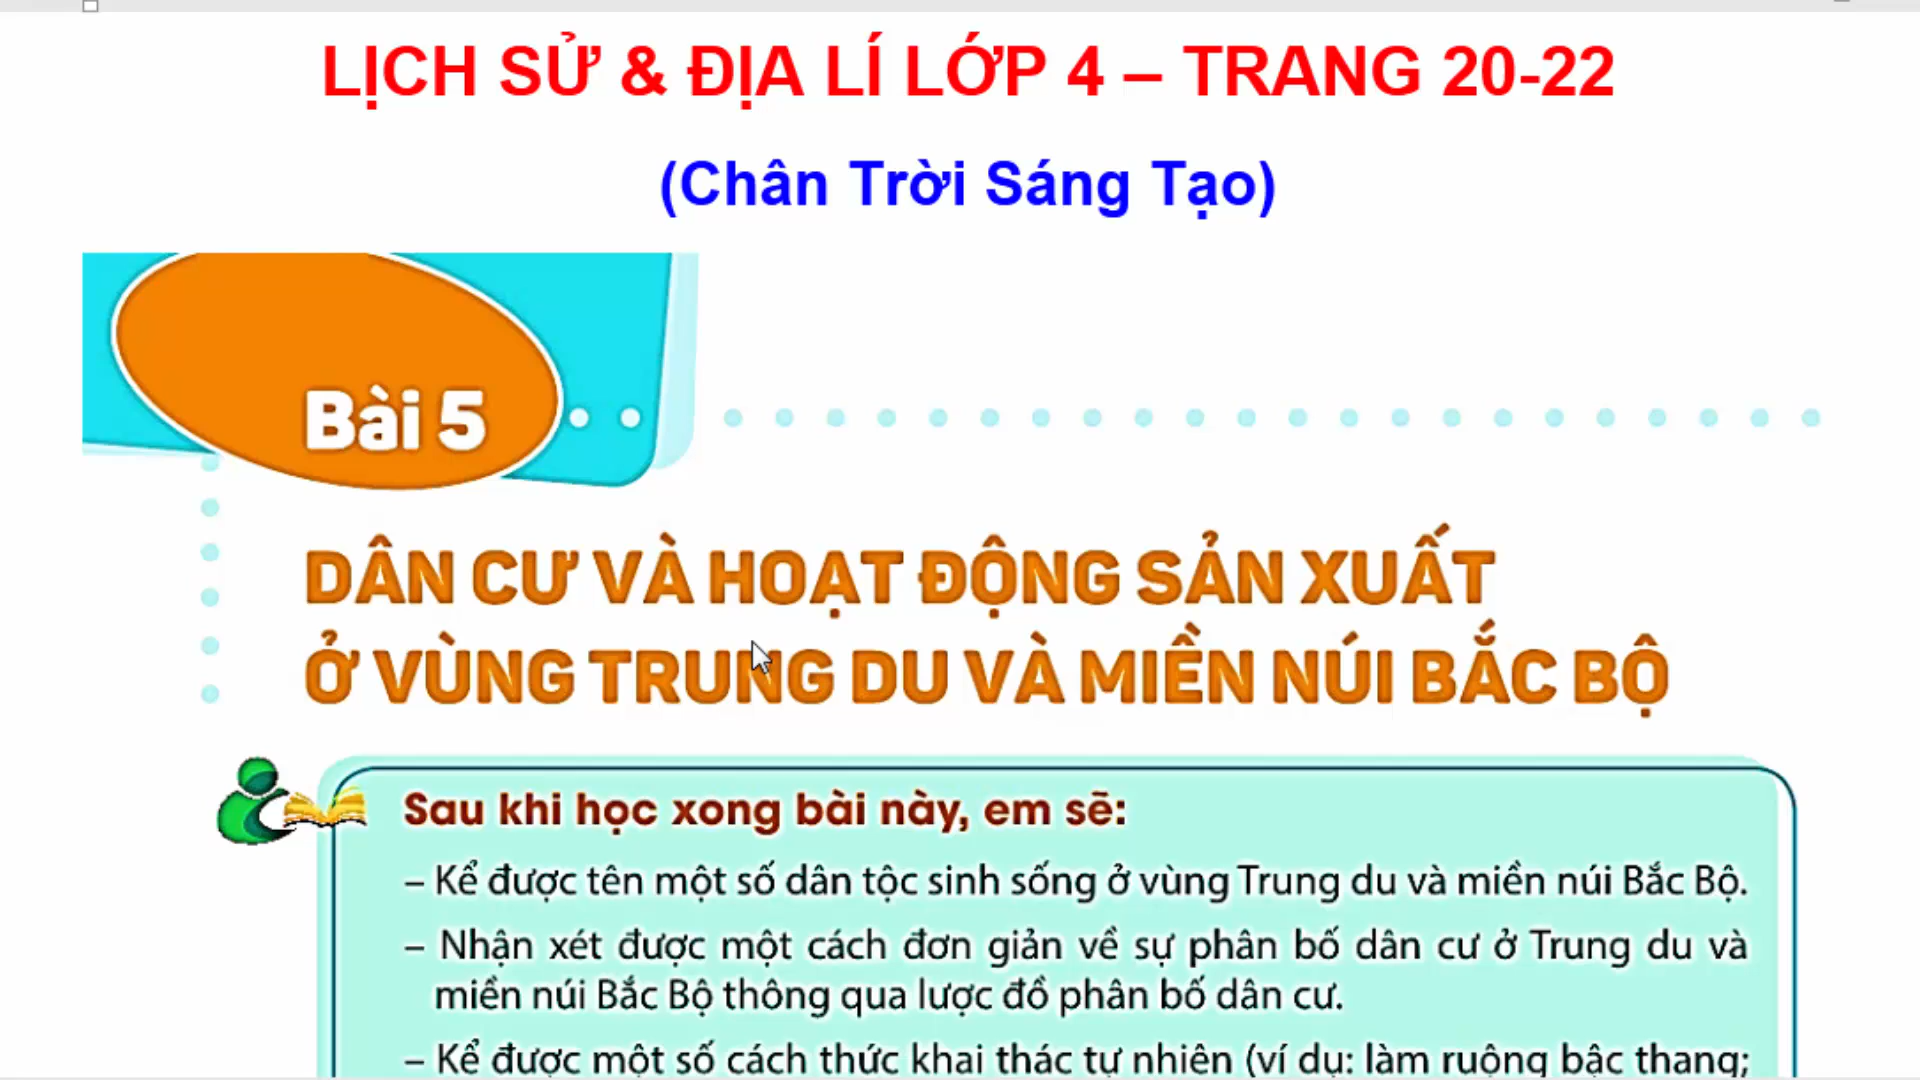 LỊCH SỬ & ĐỊA LÍ LỚP 4 – TRANG 20-22
(Chân Trời Sáng Tạo)
Bài 5
DÂN CƯ VÀ HOẠT ĐỘNG SẢN XUẤT
Ở VÙNG TRUNG DU VÀ MIỀN NÚI BẮC BỘ
Sau khi học xong bài này, em sẽ:
– Kể được tên một số dân tộc sinh sống ở vùng Trung du và miền núi Bắc Bộ.
– Nhận xét được một cách đơn giản về sự phân bố dân cư ở Trung du và
miền núi Bắc Bộ thông qua lược đồ phân bố dân cư.
– Kể được một số cách thức khai thác tự nhiên (ví dụ: làm ruộng bậc thang;